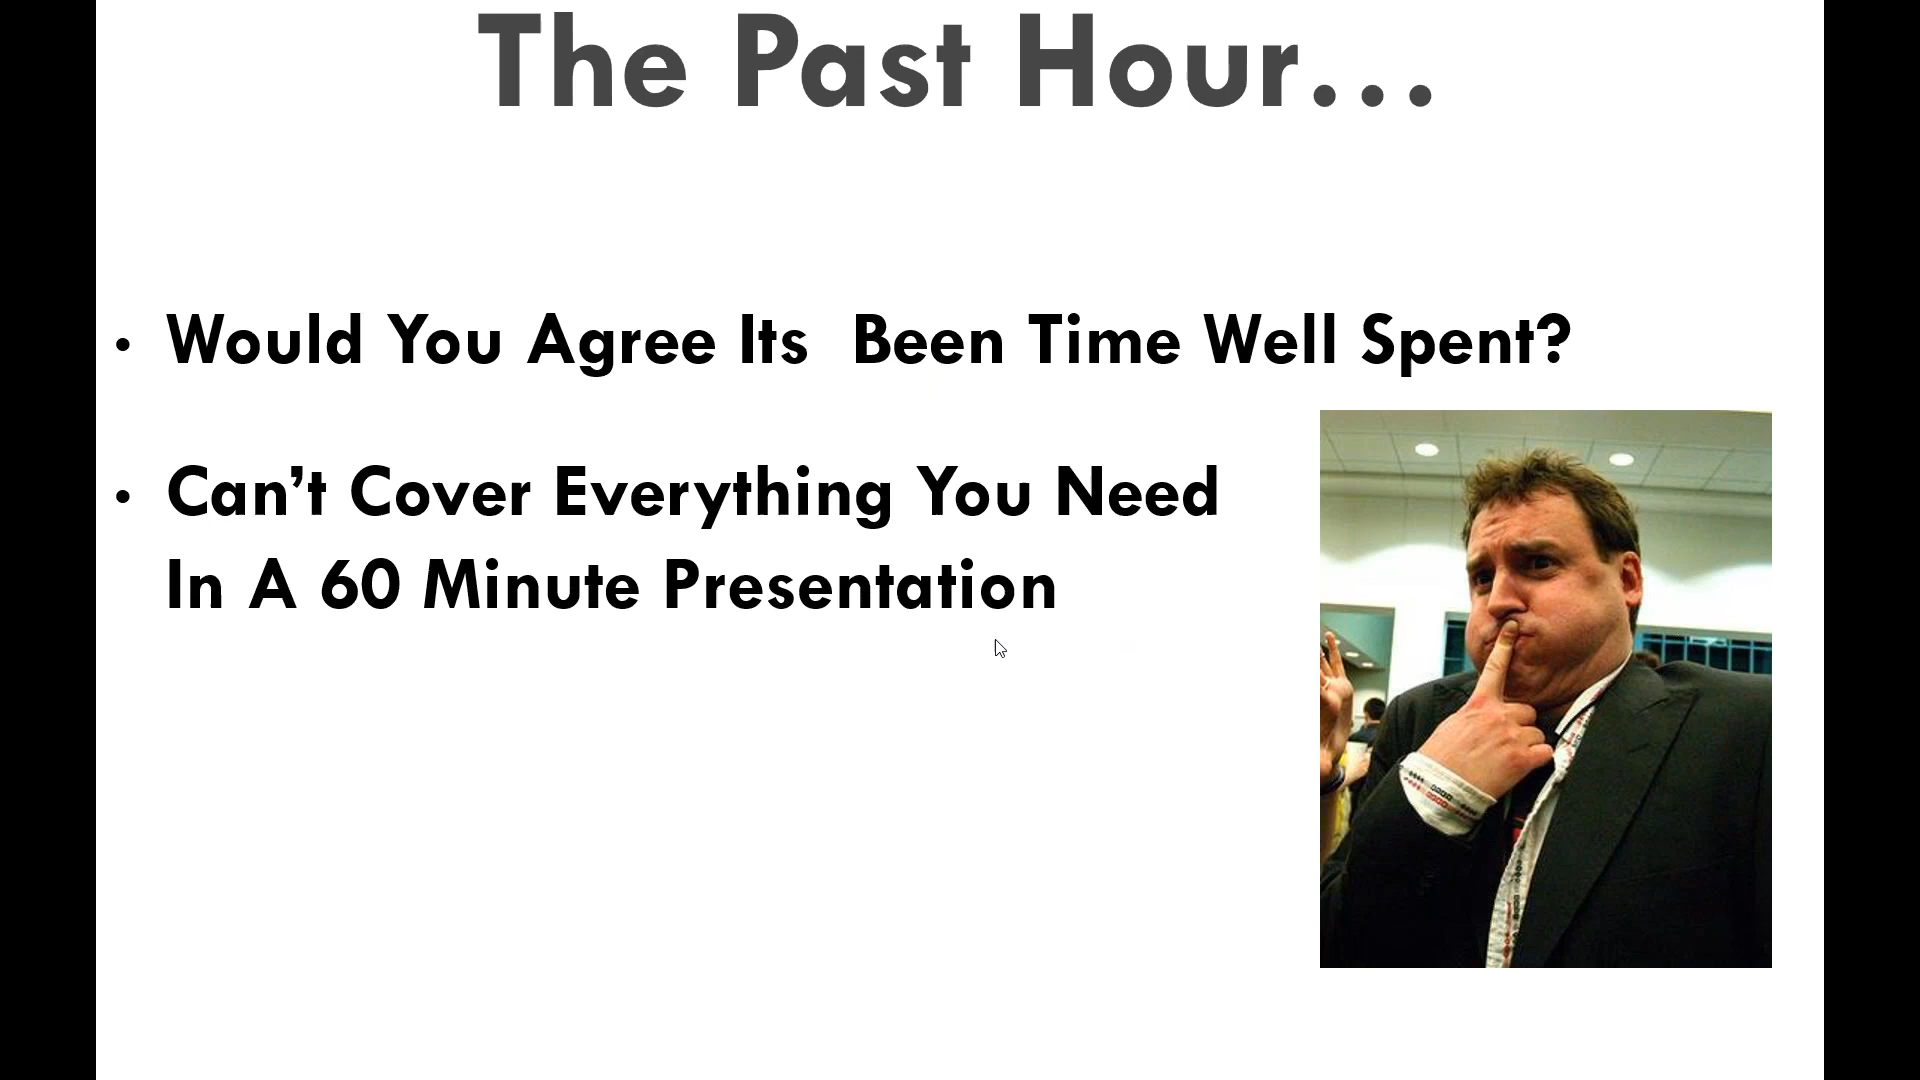 The Past Hour…
• Would You Agree Its  Been Time Well Spent?
• Can’t Cover Everything You Need
In A 60 Minute Presentation